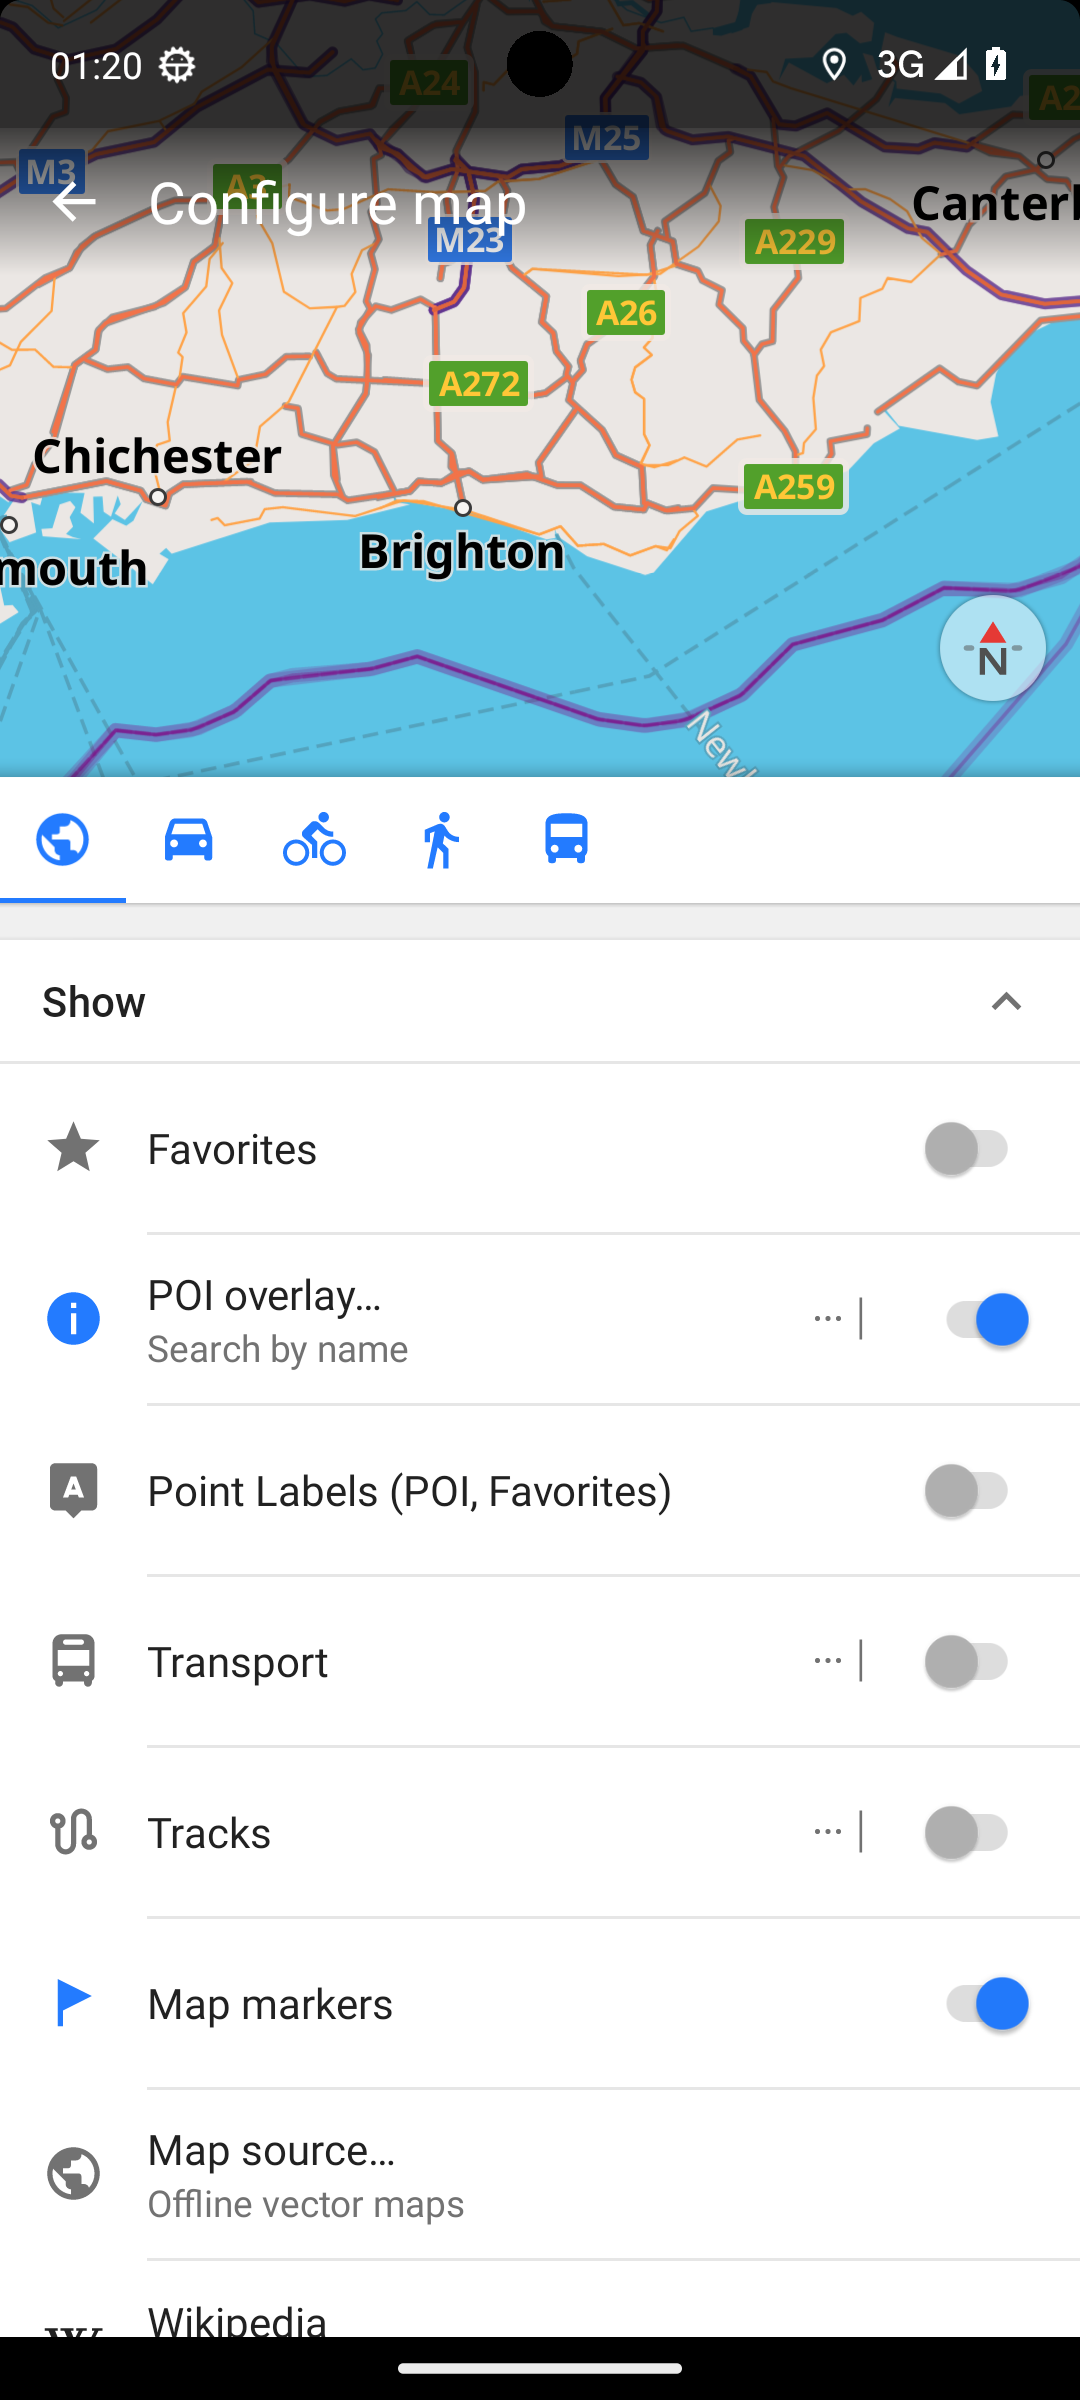 01:20
3G
A24
M25
M3
A3
Configure map
M23
A229
A26
A272
Chichester
A259
Brighton
mouth
N
Show
Favorites
POI overlay...
Search by name
A
Point Labels (POI, Favorites)
Transport
Tracks
Map markers
Map source...
Offline vector maps
Wikipedia